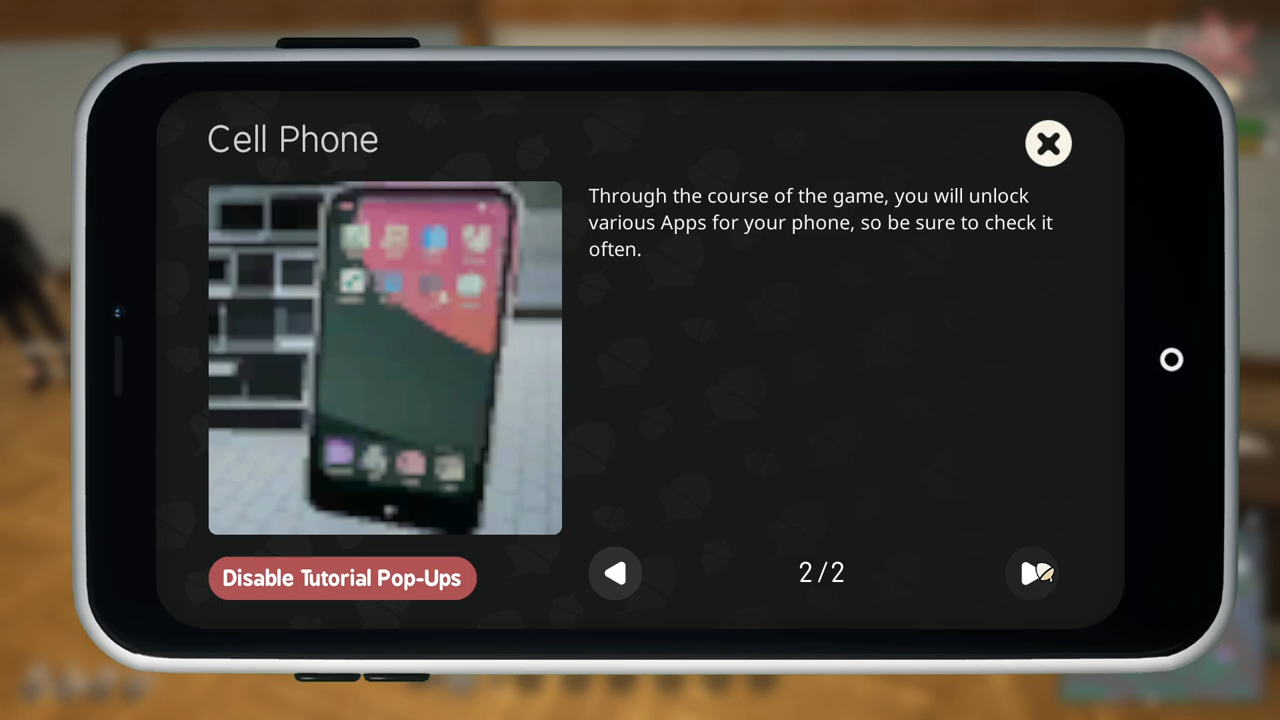 Cell Phone
Through the course of the game, you will unlock
various Apps for your phone, so be sure to check it
often.
Disable Tutorial Pop-Ups
2/2